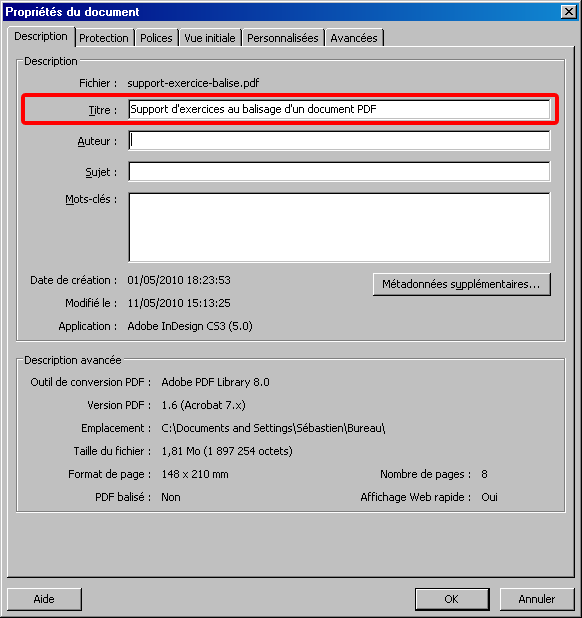 Propriétés du document
Description Protection Polices Vue initiale Personnalisées Avancées
Description
Fichier : support-exercice-balise.pdf
Titre : Support d'exercices au balisage d'un document PDF
Auteur :
Sujet :
Mots-clés :
Date de création : 01/05/2010 18:23:53
Métadonnées supplémentaires...
Modifié le : 11/05/2010 15:13:25
Application : Adobe InDesign CS3 (5.0)
Description avancée
Outil de conversion PDF : Adobe PDF Library 8.0
Version PDF : 1.6 (Acrobat 7.x)
Emplacement : C:\Documents and Settings\Sébastien\Bureau\
Taille du fichier : 1,81 Mo (1 897 254 octets)
Format de page : 148 x 210 mm Nombre de pages : 8
PDF balisé : Non Affichage Web rapide : Oui
Aide OK Annuler